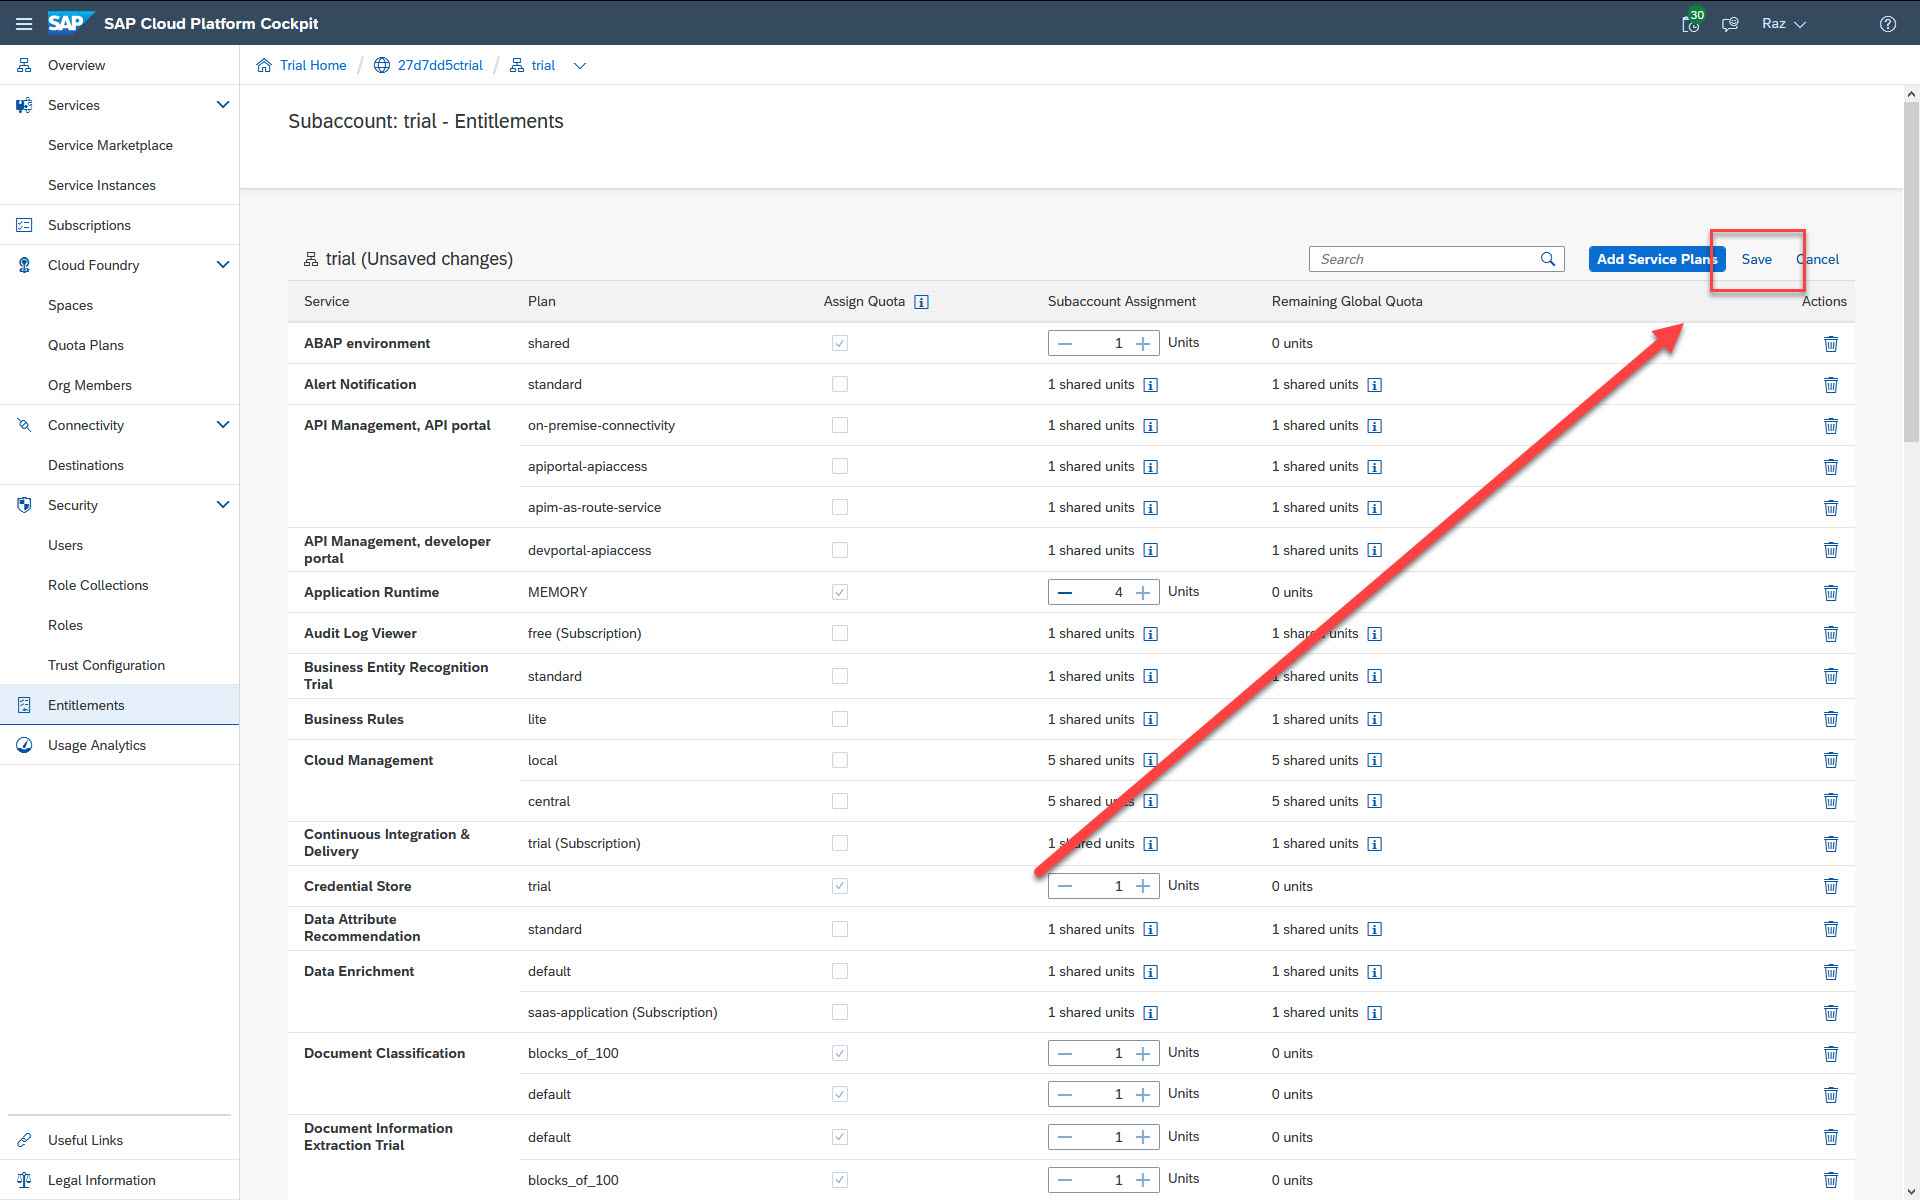 SAP SAP Cloud Platform Cockpit 30 Raz
Overview
Services
Service Marketplace
Service Instances
Subscriptions
Cloud Foundry
Spaces
Quota Plans
Org Members
Connectivity
Destinations
Security
Users
Role Collections
Roles
Trust Configuration
Entitlements
Usage Analytics
Useful Links
Legal Information
Trial Home / 27d7dd5ctrial / trial
Subaccount: trial - Entitlements
trial (Unsaved changes) Search Add Service Plans Save Cancel
Service Plan Assign Quota Subaccount Assignment Remaining Global Quota Actions
ABAP environment shared 1 Units 0 units
Alert Notification standard 1 shared units 1 shared units
API Management, API portal on-premise-connectivity 1 shared units 1 shared units
apiportal-apiaccess 1 shared units 1 shared units
apim-as-route-service 1 shared units 1 shared units
API Management, developer
portal devportal-apiaccess 1 shared units 1 shared units
Application Runtime MEMORY 4 Units 0 units
Audit Log Viewer free (Subscription) 1 shared units 1 shared units
Business Entity Recognition
Trial standard 1 shared units 1 shared units
Business Rules lite 1 shared units 1 shared units
Cloud Management local 5 shared units 5 shared units
central 5 shared units 5 shared units
Continuous Integration &
Delivery trial (Subscription) 1 shared units 1 shared units
Credential Store trial 1 Units 0 units
Data Attribute
Recommendation standard 1 shared units 1 shared units
Data Enrichment default 1 shared units 1 shared units
saas-application (Subscription) 1 shared units 1 shared units
Document Classification blocks_of_100 1 Units 0 units
default 1 Units 0 units
Document Information
Extraction Trial default 1 Units 0 units
blocks_of_100 1 Units 0 units